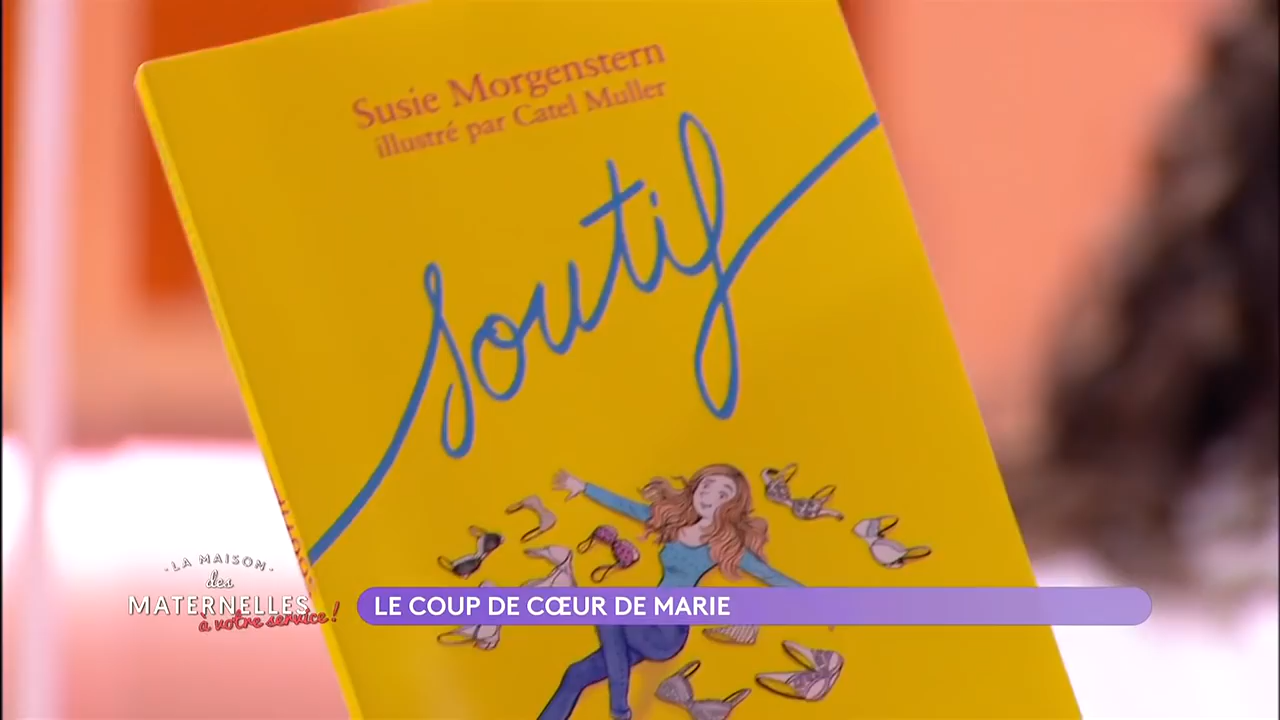 Susie Morgenstern
illustré par Catel Muller
Soutif
LA MAISON
des
MATERNELLES
à votre service !
LE COUP DE CŒUR DE MARIE